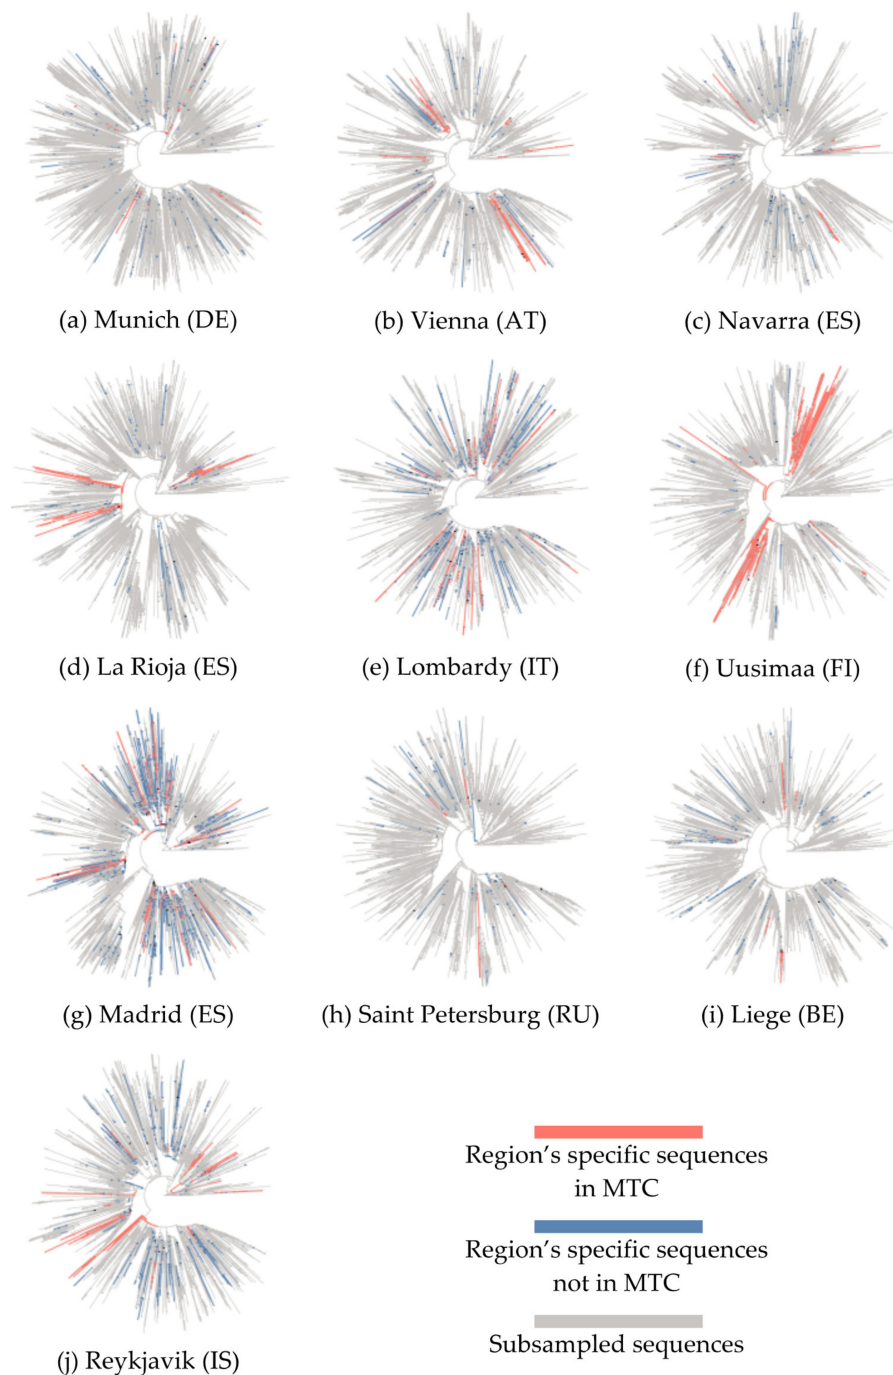 (a) Munich (DE)
(b) Vienna (AT)
(c) Navarra (ES)
(d) La Rioja (ES)
(e) Lombardy (IT)
(f) Uusimaa (FI)
(g) Madrid (ES)
(h) Saint Petersburg (RU)
(i) Liege (BE)
(j) Reykjavik (IS)
Region's specific sequences
in MTC
Region's specific sequences
not in MTC
Subsampled sequences